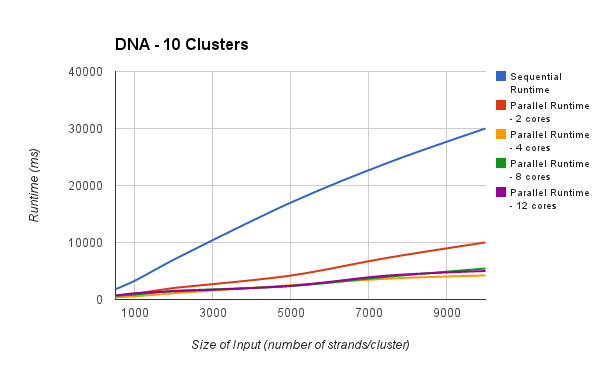 DNA - 10 Clusters
40000
30000
20000
10000
0
Runtime (ms)
1000 3000 5000 7000 9000
Size of Input (number of strands/cluster)
Sequential
Runtime
Parallel Runtime
- 2 cores
Parallel Runtime
- 4 cores
Parallel Runtime
- 8 cores
Parallel Runtime
- 12 cores